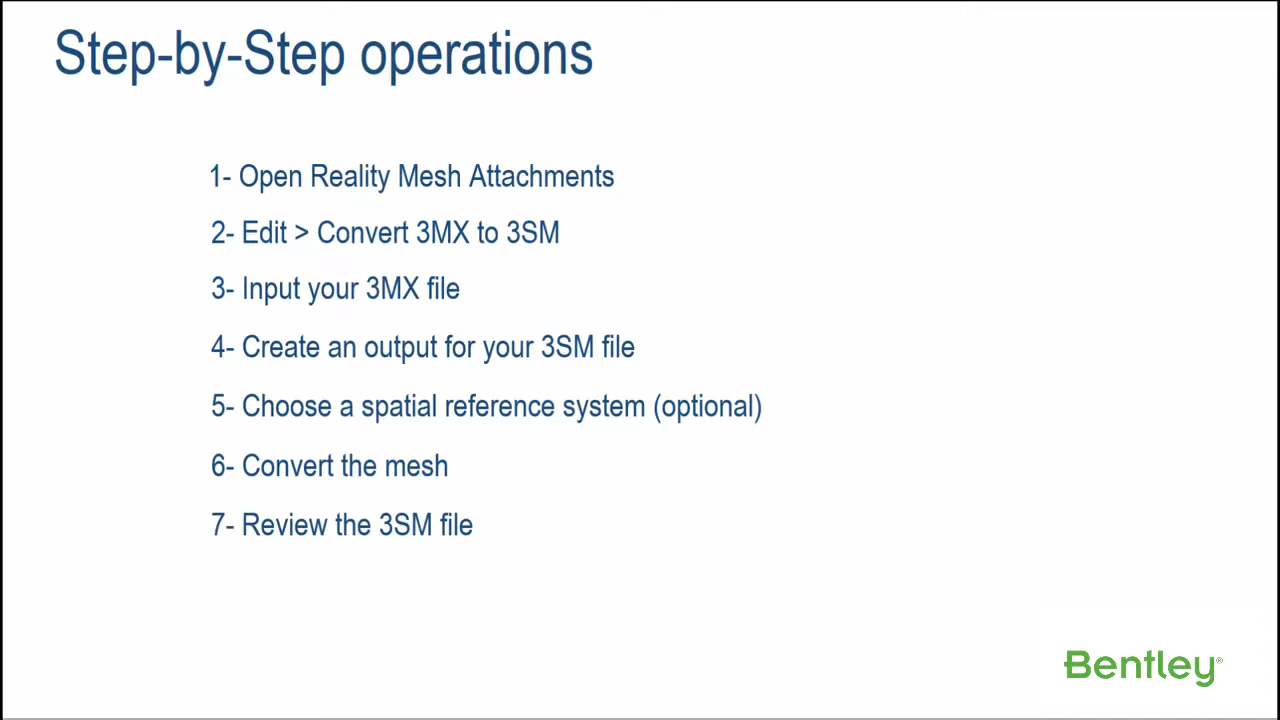 Step-by-Step operations
1- Open Reality Mesh Attachments
2- Edit > Convert 3MX to 3SM
3- Input your 3MX file
4- Create an output for your 3SM file
5- Choose a spatial reference system (optional)
6- Convert the mesh
7- Review the 3SM file
Bentley®